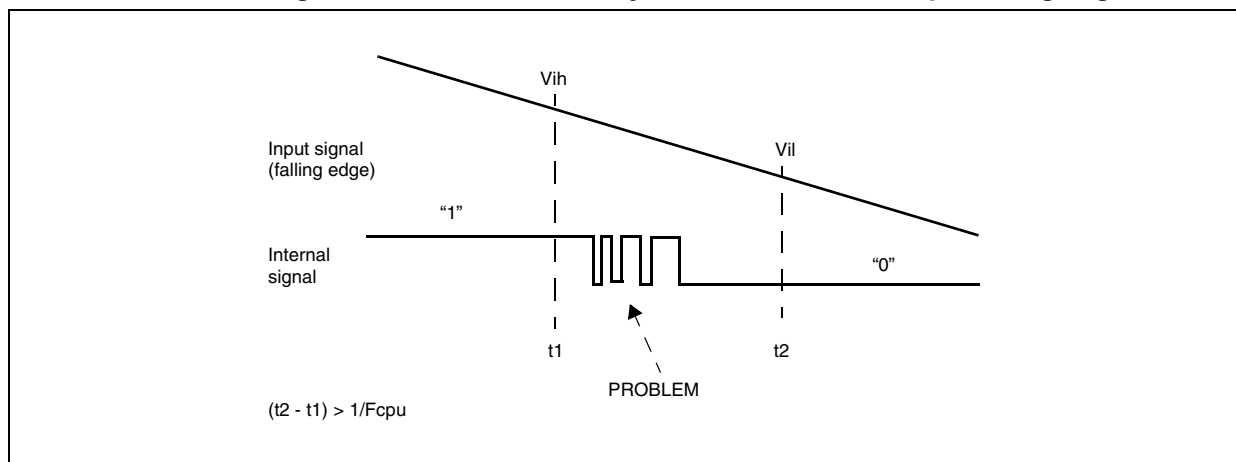 Vih
Input signal
(falling edge)
Vil
“1”
Internal
signal
“0”
t1
t2
PROBLEM
(t2 - t1) > 1/Fcpu